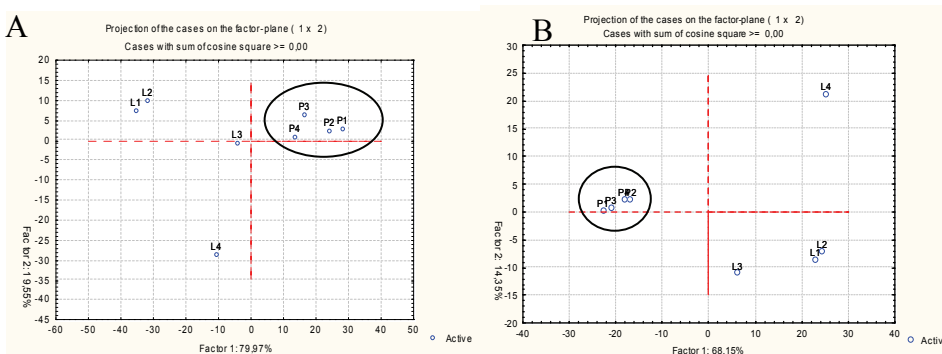 A
Projection of the cases on the factor-plane ( 1 x 2)
Cases with sum of cosine square >= 0,00
20
15
10
5
0
-5
-10
-15
-20
-25
-30
-35
-40
-45
Factor 2: 19,55%
L1
L2
L3
L4
P3
P4
P2
P1
-60
-50
-40
-30
-20
-10
0
10
20
30
40
50
Factor 1: 79,97%
Active
B
Projection of the cases on the factor-plane ( 1 x 2)
Cases with sum of cosine square >= 0,00
30
25
20
15
10
5
0
-5
-10
-15
-20
Factor 2: 14,35%
L4
P1
P3
P4
P2
L2
L1
L3
-40
-30
-20
-10
0
10
20
30
40
Factor 1: 68,15%
Activ